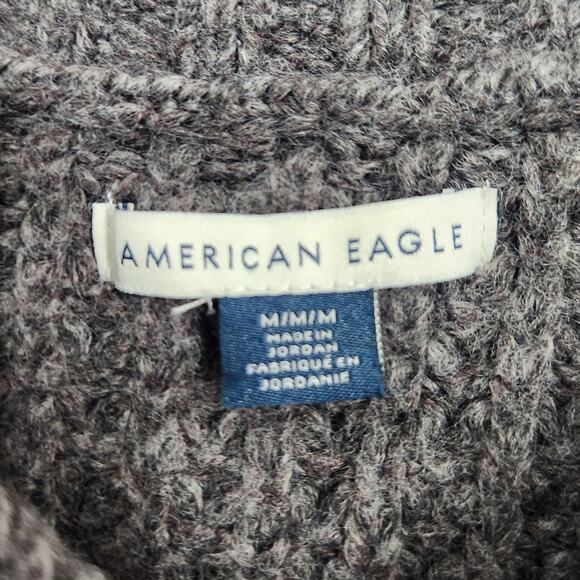 AMERICAN EAGLE
M/M/M
MADE IN
JORDAN
FABRIQUÉ EN
JORDANIE